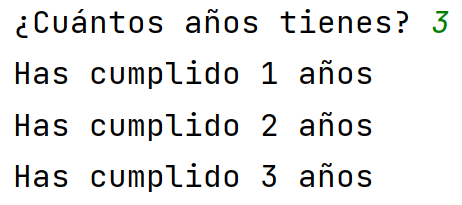 ¿Cuántos años tienes? 3
Has cumplido 1 años
Has cumplido 2 años
Has cumplido 3 años